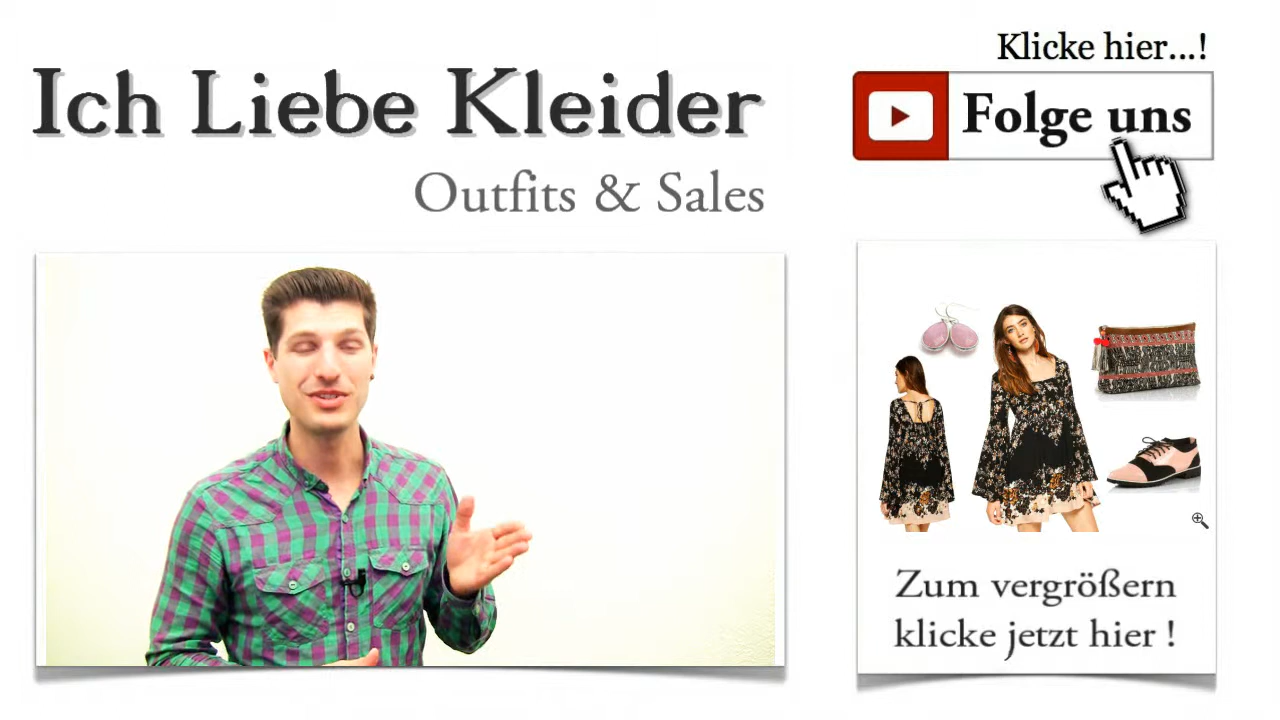 Ich Liebe Kleider
Outfits & Sales
Klicke hier...!
Folge uns
Zum vergrößern
klicke jetzt hier !